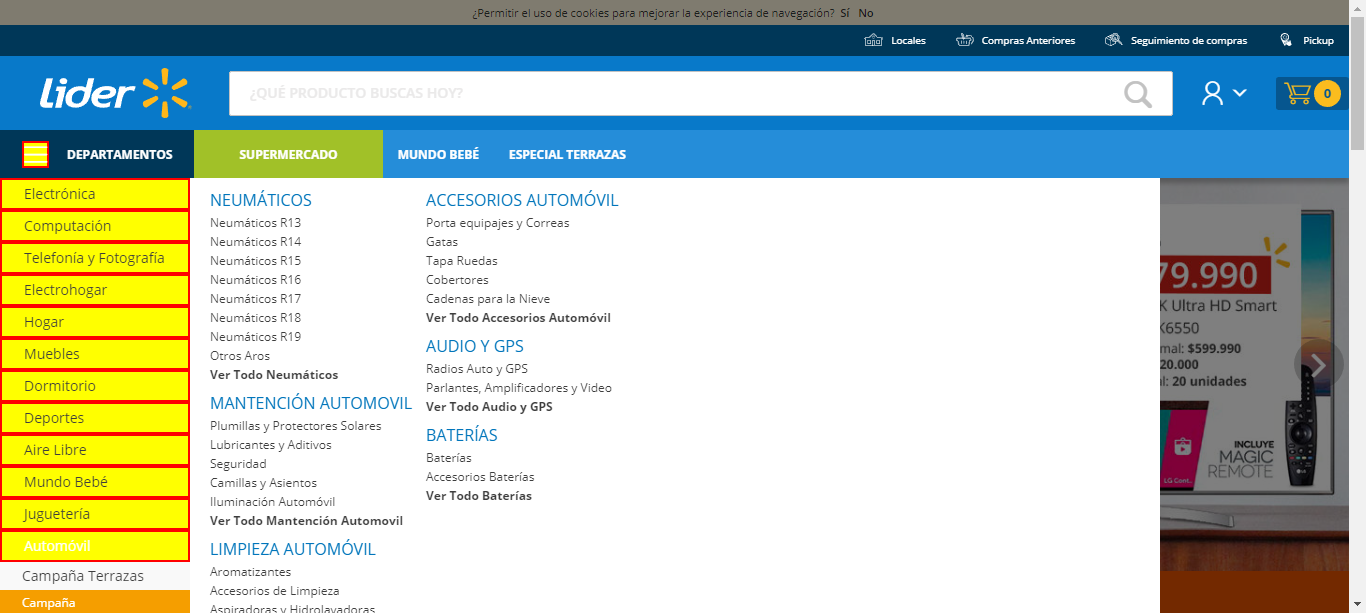 ¿Permitir el uso de cookies para mejorar la experiencia de navegación? Sí No
Locales Compras Anteriores Seguimiento de compras Pickup
Lider
¿QUÉ PRODUCTO BUSCAS HOY?
0
DEPARTAMENTOS SUPERMERCADO MUNDO BEBÉ ESPECIAL TERRAZAS
Electrónica
Computación
Telefonía y Fotografía
Electrohogar
Hogar
Muebles
Dormitorio
Deportes
Aire Libre
Mundo Bebé
Juguetería
Automóvil
Campaña Terrazas
Campaña
NEUMÁTICOS
Neumáticos R13
Neumáticos R14
Neumáticos R15
Neumáticos R16
Neumáticos R17
Neumáticos R18
Neumáticos R19
Otros Aros
Ver Todo Neumáticos
MANTENCIÓN AUTOMOVIL
Plumillas y Protectores Solares
Lubricantes y Aditivos
Seguridad
Camillas y Asientos
Iluminación Automóvil
Ver Todo Mantención Automovil
LIMPIEZA AUTOMÓVIL
Aromatizantes
Accesorios de Limpieza
Aspiradoras y Hidrolavadoras
ACCESORIOS AUTOMÓVIL
Porta equipajes y Correas
Gatas
Tapa Ruedas
Cobertores
Cadenas para la Nieve
Ver Todo Accesorios Automóvil
AUDIO Y GPS
Radios Auto y GPS
Parlantes, Amplificadores y Video
Ver Todo Audio y GPS
BATERÍAS
Baterías
Accesorios Baterías
Ver Todo Baterías
79.990
K Ultra HD Smart
K6550
mal: $599.990
20.000
l: 20 unidades
INCLUYE
MAGIC
REMOTE
LG Cont..
LG